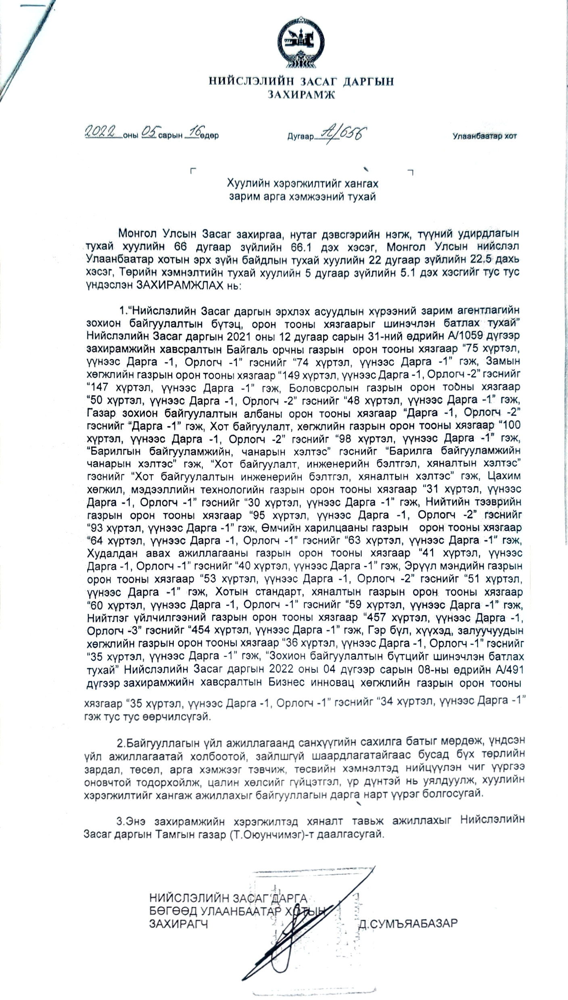 НИЙСЛЭЛИЙН ЗАСАГ ДАРГЫН
ЗАХИРАМЖ
2022 оны 05 сарын 16 өдөр Дугаар А/656 Улаанбаатар хот
Хуулийн хэрэгжилтийг хангах
зарим арга хэмжээний тухай
Монгол Улсын Засаг захиргаа, нутаг дэвсгэрийн нэгж, түүний удирдлагын
тухай хуулийн 66 дугаар зүйлийн 66.1 дэх хэсэг, Монгол Улсын нийслэл
Улаанбаатар хотын эрх зүйн байдлын тухай хуулийн 22 дугаар зүйлийн 22.5 дахь
хэсэг, Төрийн хэмнэлтийн тухай хуулийн 5 дугаар зүйлийн 5.1 дэх хэсгийг тус тус
үндэслэн ЗАХИРАМЖЛАХ нь:
1.“Нийслэлийн Засаг даргын эрхлэх асуудлын хүрээний зарим агентлагийн
зохион байгуулалтын бүтэц, орон тооны хязгаарыг шинэчлэн батлах тухай”
Нийслэлийн Засаг даргын 2021 оны 12 дугаар сарын 31-ний өдрийн А/1059 дүгээр
захирамжийн хавсралтын Байгаль орчны газрын орон тооны хязгаар “75 хүртэл,
үүнээс Дарга -1, Орлогч -1” гэснийг “74 хүртэл, үүнээс Дарга -1” гэж, Замын
хөгжлийн газрын орон тооны хязгаар “149 хүртэл, үүнээс Дарга -1, Орлогч -2” гэснийг
“147 хүртэл, үүнээс Дарга -1” гэж, Боловсролын газрын орон тооны хязгаар
“50 хүртэл, үүнээс Дарга -1, Орлогч -2” гэснийг “48 хүртэл, үүнээс Дарга -1” гэж,
Газар зохион байгуулалтын албаны орон тооны хязгаар “Дарга -1, Орлогч -2”
гэснийг “Дарга -1” гэж, Хот байгуулалт, хөгжлийн газрын орон тооны хязгаар “100
хүртэл, үүнээс Дарга -1, Орлогч -2” гэснийг “98 хүртэл, үүнээс Дарга -1” гэж,
“Барилгын байгууламжийн, чанарын хэлтэс” гэснийг “Барилга байгууламжийн
чанарын хэлтэс” гэж, “Хот байгуулалт, инженерийн бэлтгэл, хяналтын хэлтэс”
гэснийг “Хот байгуулалтын инженерийн бэлтгэл, хяналтын хэлтэс” гэж, Цахим
хөгжил, мэдээллийн технологийн газрын орон тооны хязгаар “31 хүртэл, үүнээс
Дарга -1, Орлогч -1” гэснийг “30 хүртэл, үүнээс Дарга -1” гэж, Нийтийн тээврийн
газрын орон тооны хязгаар “95 хүртэл, үүнээс Дарга -1, Орлогч -2” гэснийг
“93 хүртэл, үүнээс Дарга -1” гэж, Өмчийн харилцааны газрын орон тооны хязгаар
“64 хүртэл, үүнээс Дарга -1, Орлогч -1” гэснийг “63 хүртэл, үүнээс Дарга -1” гэж,
Худалдан авах ажиллагааны газрын орон тооны хязгаар “41 хүртэл, үүнээс
Дарга -1, Орлогч -1” гэснийг “40 хүртэл, үүнээс Дарга -1” гэж, Эрүүл мэндийн газрын
орон тооны хязгаар “53 хүртэл, үүнээс Дарга -1, Орлогч -2” гэснийг “51 хүртэл,
үүнээс Дарга -1” гэж, Хотын стандарт, хяналтын газрын орон тооны хязгаар
“60 хүртэл, үүнээс Дарга -1, Орлогч -1” гэснийг “59 хүртэл, үүнээс Дарга -1” гэж,
Нийтлэг үйлчилгээний газрын орон тооны хязгаар “457 хүртэл, үүнээс Дарга -1,
Орлогч -3” гэснийг “454 хүртэл, үүнээс Дарга -1” гэж, Гэр бүл, хүүхэд, залуучуудын
хөгжлийн газрын орон тооны хязгаар “36 хүртэл, үүнээс Дарга -1, Орлогч -1” гэснийг
“35 хүртэл, үүнээс Дарга -1” гэж, “Зохион байгуулалтын бүтцийг шинэчлэн батлах
тухай” Нийслэлийн Засаг даргын 2022 оны 04 дүгээр сарын 08-ны өдрийн А/491
дүгээр захирамжийн хавсралтын Бизнес инновац хөгжлийн газрын орон тооны
хязгаар “35 хүртэл, үүнээс Дарга -1, Орлогч -1” гэснийг “34 хүртэл, үүнээс Дарга -1”
гэж тус тус өөрчилсүгэй.
2.Байгууллагын үйл ажиллагаанд санхүүгийн сахилга батыг мөрдөж, үндсэн
үйл ажиллагаатай холбоотой, зайлшгүй шаардлагатайгаас бусад бүх төрлийн
зардал, төсөл, арга хэмжээг тэвчиж, төсвийн хэмнэлтэд нийцүүлэн чиг үүргээ
оновчтой тодорхойлж, цалин хөлсийг гүйцэтгэл, үр дүнтэй нь уялдуулж, хуулийн
хэрэгжилтийг хангаж ажиллахыг байгууллагын дарга нарт үүрэг болгосугай.
3.Энэ захирамжийн хэрэгжилтэд хяналт тавьж ажиллахыг Нийслэлийн
Засаг даргын Тамгын газар (Т.Оюунчимэг)-т даалгасугай.
НИЙСЛЭЛИЙН ЗАСАГ ДАРГА
БӨГӨӨД УЛААНБААТАР ХОТЫН
ЗАХИРАГЧ Д.СУМЪЯАБАЗАР